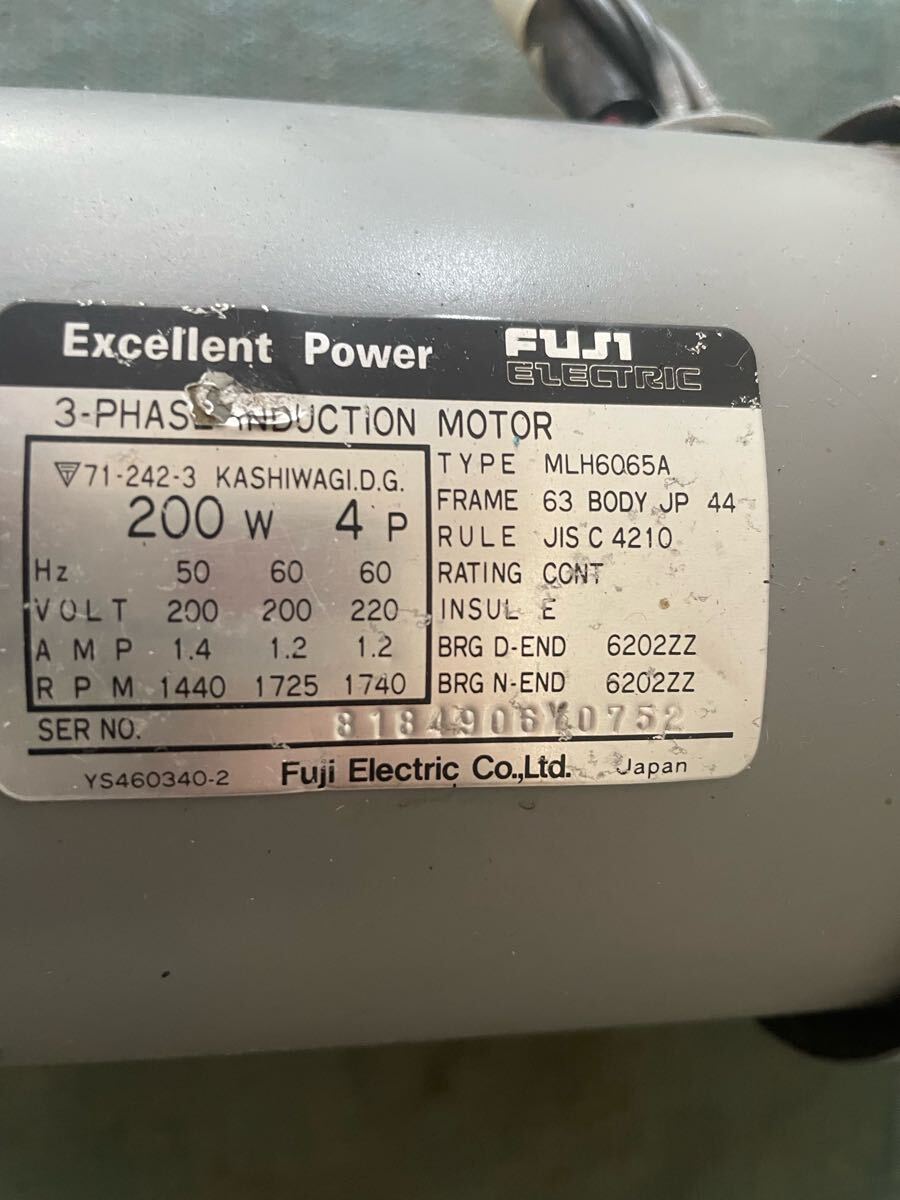 Excellent Power FUJI
ELECTRIC
3-PHASE INDUCTION MOTOR
71-242-3 KASHIWAGI.D.G.
200 W 4 P
Hz 50 60 60
VOLT 200 200 220
AMP 1.4 1.2 1.2
RPM 1440 1725 1740
TYPE MLH6065A
FRAME 63 BODY JP 44
RULE JIS C 4210
RATING CONT
INSUL E
BRG D-END 6202ZZ
BRG N-END 6202ZZ
SER NO. 8184906Y0752
YS460340-2 Fuji Electric Co.,Ltd. Japan